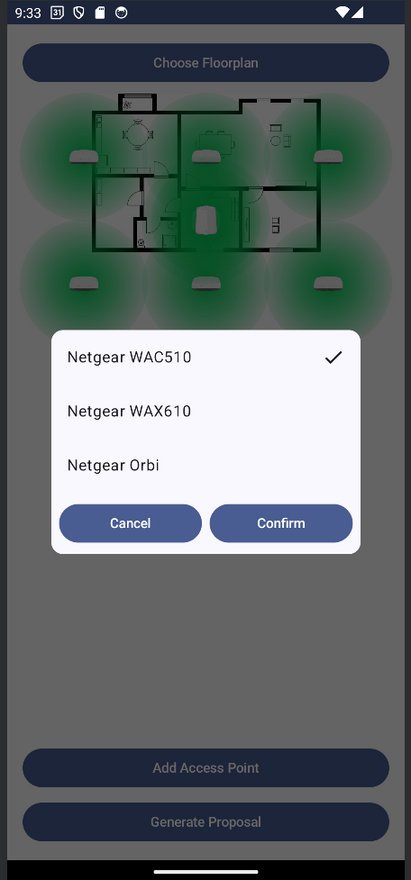 9:33
31
Choose Floorplan
Netgear WAC510
Netgear WAX610
Netgear Orbi
Cancel
Confirm
Add Access Point
Generate Proposal